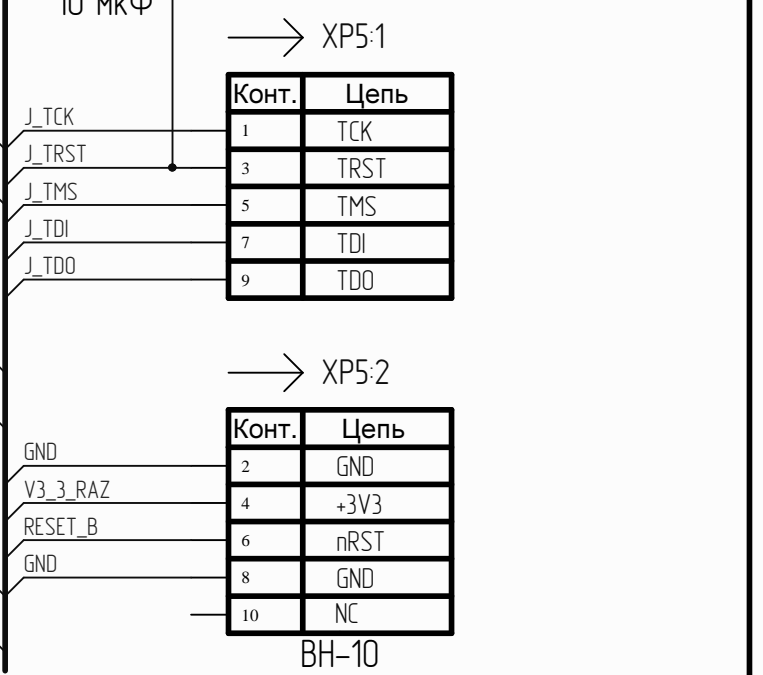 10 мкФ
XP5:1
Конт. Цепь
J_TCK 1 TCK
J_TRST 3 TRST
J_TMS 5 TMS
J_TDI 7 TDI
J_TDO 9 TDO
XP5:2
Конт. Цепь
GND 2 GND
V3_3_RAZ 4 +3V3
RESET_B 6 nRST
GND 8 GND
10 NC
BH-10